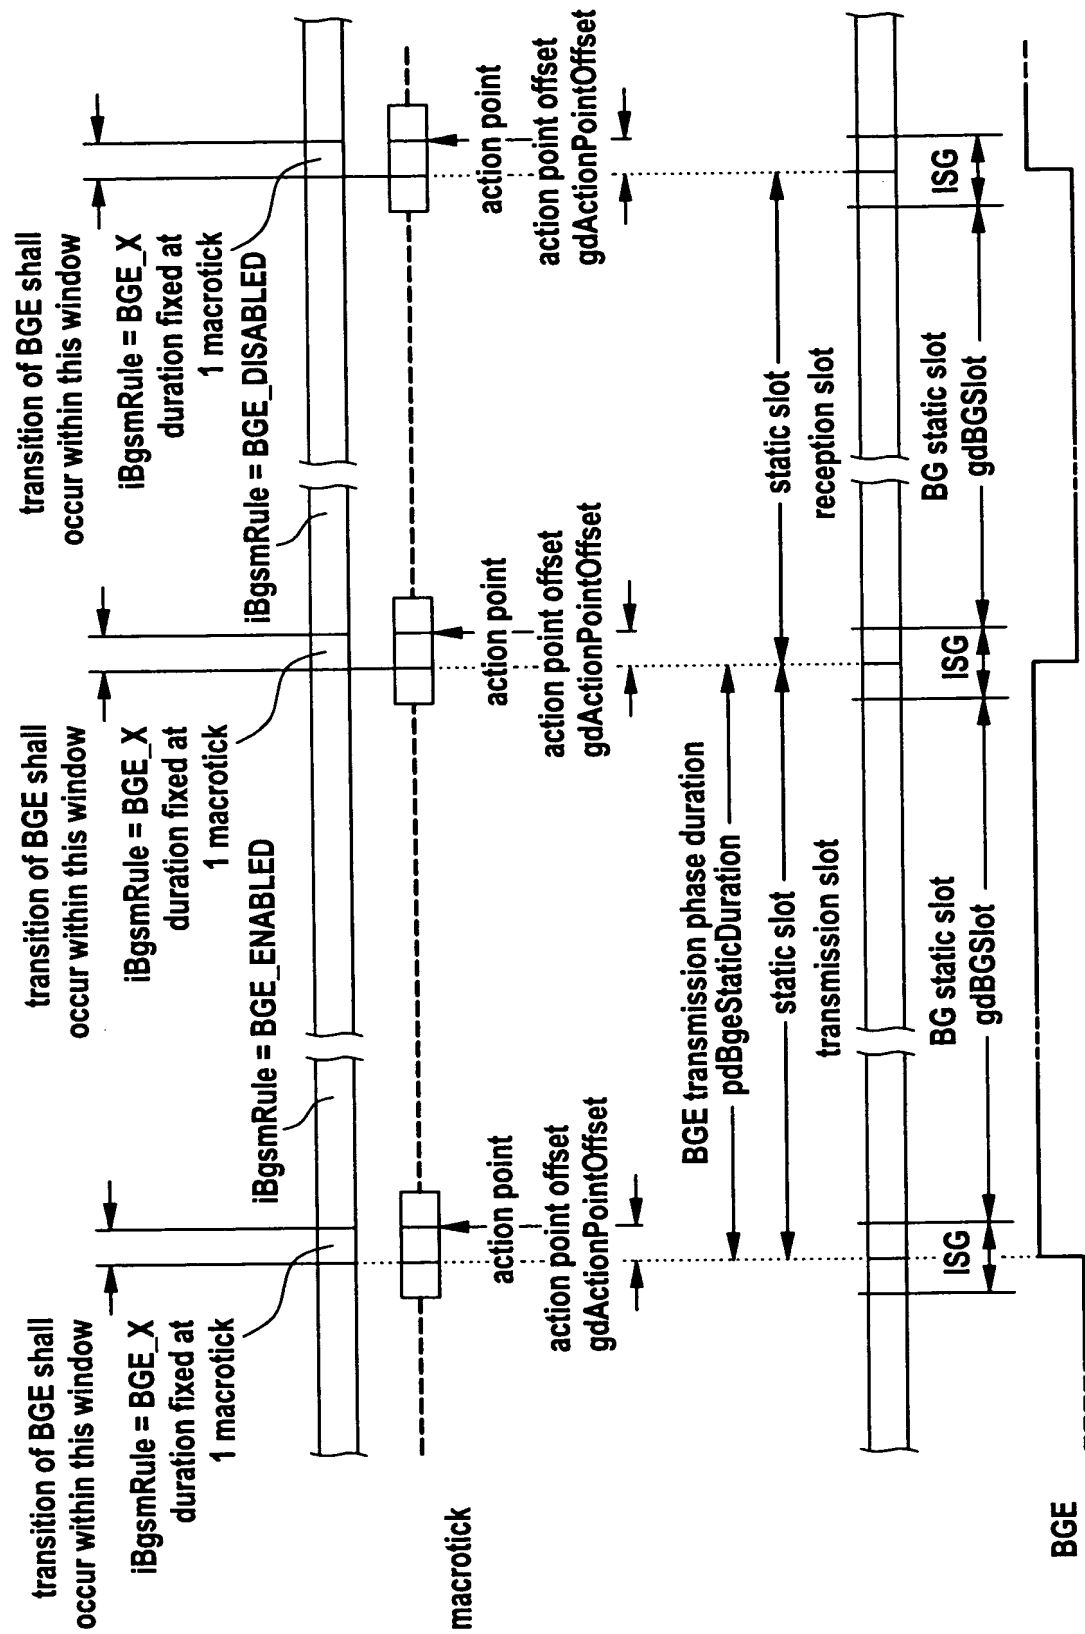 transition of BGE shall
occur within this window
iBgsmRule = BGE_X
duration fixed at
1 macrotick
transition of BGE shall
occur within this window
iBgsmRule = BGE_X
duration fixed at
1 macrotick
transition of BGE shall
occur within this window
iBgsmRule = BGE_X
duration fixed at
1 macrotick
iBgsmRule = BGE_ENABLED
iBgsmRule = BGE_DISABLED
macrotick
action point
action point offset
gdActionPointOffset
action point
action point offset
gdActionPointOffset
action point
action point offset
gdActionPointOffset
BGE transmission phase duration
pdBgeStaticDuration
static slot
transmission slot
static slot
reception slot
ISG
BG static slot
gdBGSlot
ISG
BG static slot
gdBGSlot
ISG
BGE